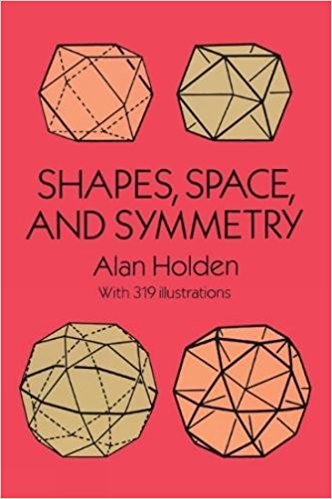 SHAPES, SPACE,
AND SYMMETRY
Alan Holden
With 319 illustrations